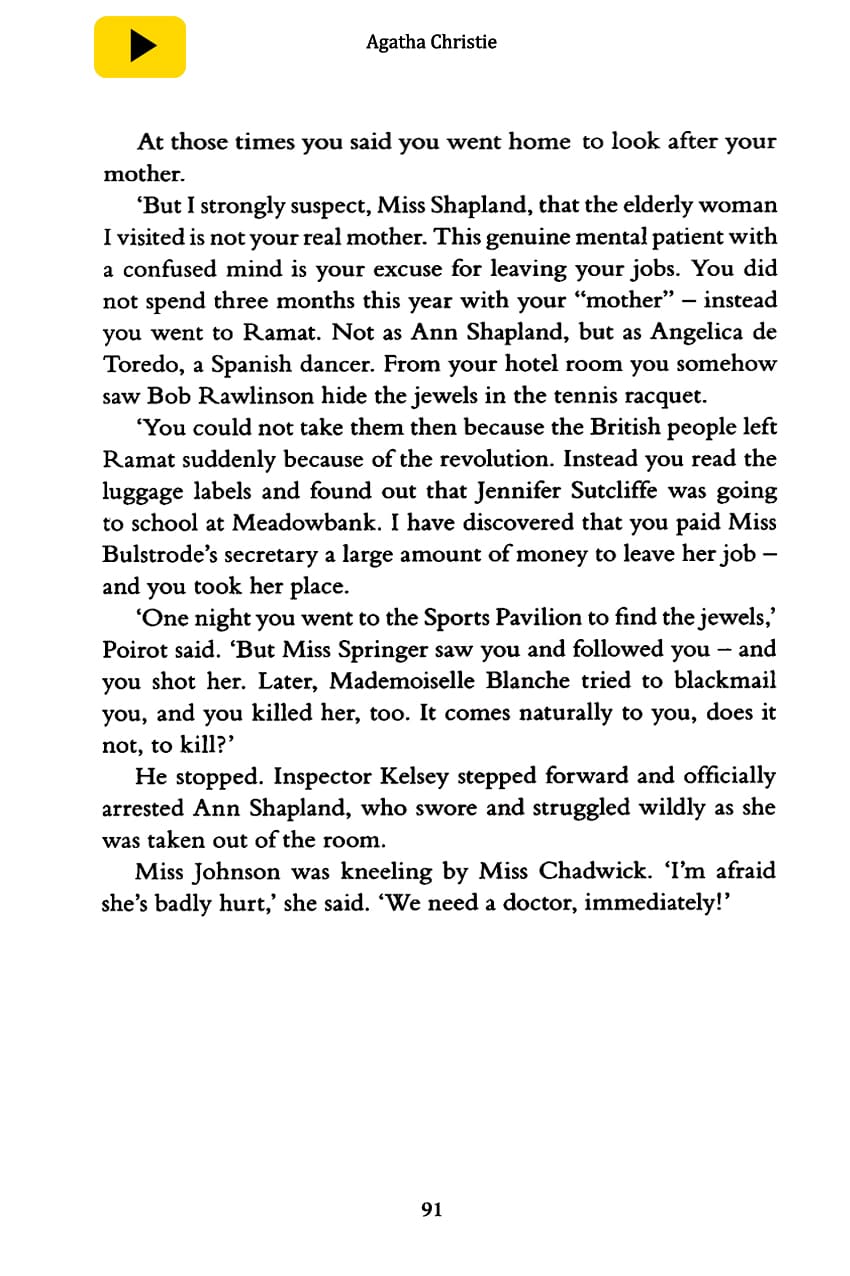 Agatha Christie
At those times you said you went home to look after your
mother.
‘But I strongly suspect, Miss Shapland, that the elderly woman
I visited is not your real mother. This genuine mental patient with
a confused mind is your excuse for leaving your jobs. You did
not spend three months this year with your “mother” – instead
you went to Ramat. Not as Ann Shapland, but as Angelica de
Toredo, a Spanish dancer. From your hotel room you somehow
saw Bob Rawlinson hide the jewels in the tennis racquet.
‘You could not take them then because the British people left
Ramat suddenly because of the revolution. Instead you read the
luggage labels and found out that Jennifer Sutcliffe was going
to school at Meadowbank. I have discovered that you paid Miss
Bulstrode’s secretary a large amount of money to leave her job –
and you took her place.
‘One night you went to the Sports Pavilion to find the jewels,’
Poirot said. ‘But Miss Springer saw you and followed you – and
you shot her. Later, Mademoiselle Blanche tried to blackmail
you, and you killed her, too. It comes naturally to you, does it
not, to kill?’
He stopped. Inspector Kelsey stepped forward and officially
arrested Ann Shapland, who swore and struggled wildly as she
was taken out of the room.
Miss Johnson was kneeling by Miss Chadwick. ‘I’m afraid
she’s badly hurt,’ she said. ‘We need a doctor, immediately!’
91